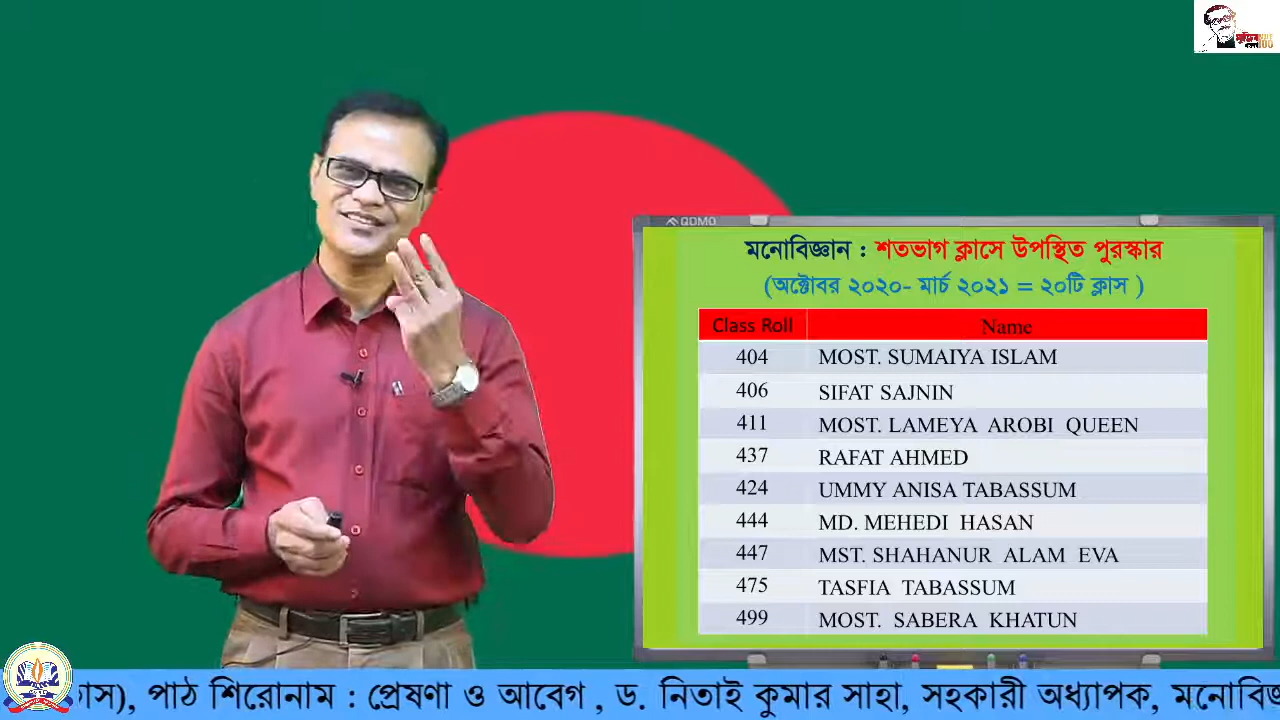 মুজিব
100
QOMO
মনোবিজ্ঞান : শতভাগ ক্লাসে উপস্থিত পুরস্কার
(অক্টোবর ২০২০- মার্চ ২০২১ = ২০টি ক্লাস )
Class Roll Name
404 MOST. SUMAIYA ISLAM
406 SIFAT SAJNIN
411 MOST. LAMEYA AROBI QUEEN
437 RAFAT AHMED
424 UMMY ANISA TABASSUM
444 MD. MEHEDI HASAN
447 MST. SHAHANUR ALAM EVA
475 TASFIA TABASSUM
499 MOST. SABERA KHATUN
পাঠ শিরোনাম : প্রেষণা ও আবেগ , ড. নিতাই কুমার সাহা, সহকারী অধ্যাপক,